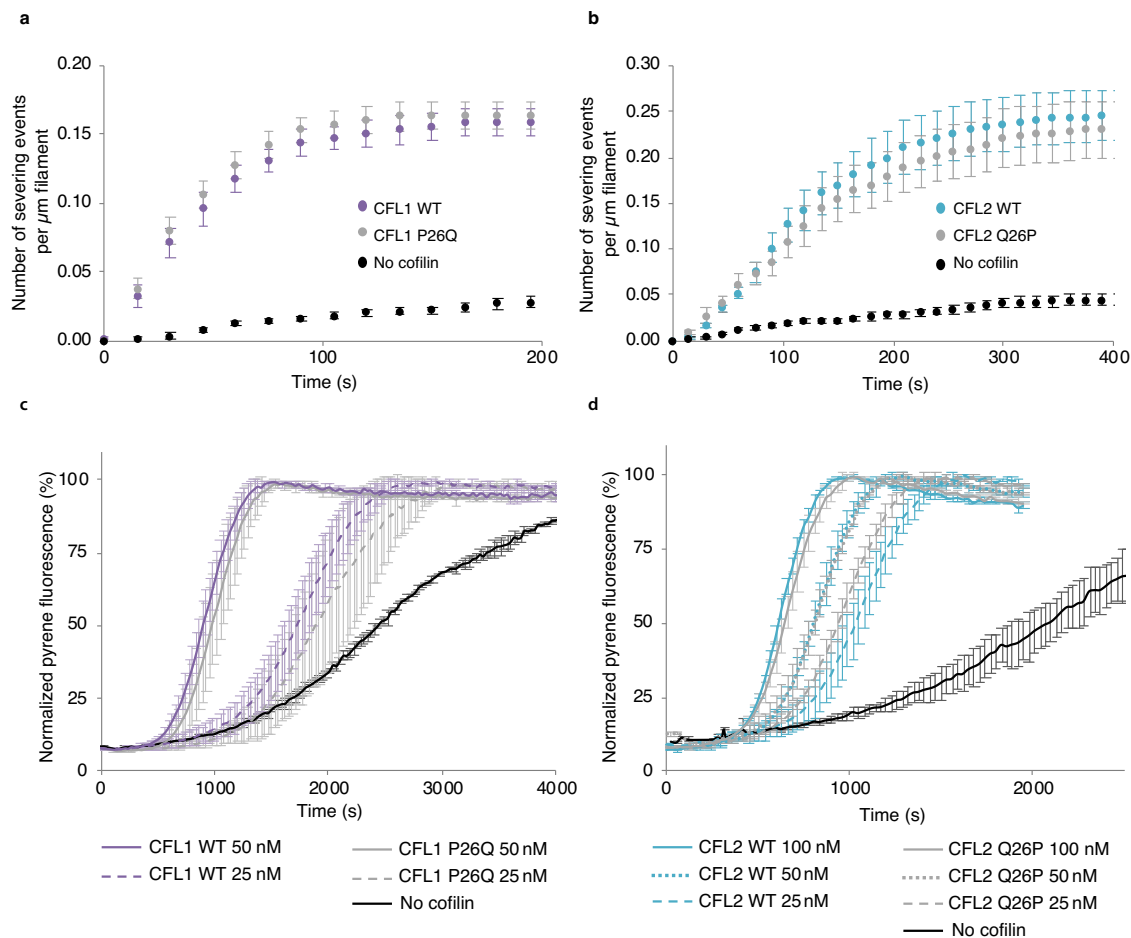 a
0.20
0.15
0.10
0.05
0.00
Number of severing events
per µm filament
CFL1 WT
CFL1 P26Q
No cofilin
0
100
200
Time (s)
b
0.30
0.25
0.20
0.15
0.10
0.05
0.00
Number of severing events
per µm filament
CFL2 WT
CFL2 Q26P
No cofilin
0
100
200
300
400
Time (s)
c
100
75
50
25
0
Normalized pyrene fluorescence (%)
0
1000
2000
3000
4000
Time (s)
CFL1 WT 50 nM
CFL1 WT 25 nM
CFL1 P26Q 50 nM
CFL1 P26Q 25 nM
No cofilin
d
100
75
50
25
0
Normalized pyrene fluorescence (%)
0
1000
2000
Time (s)
CFL2 WT 100 nM
CFL2 WT 50 nM
CFL2 WT 25 nM
CFL2 Q26P 100 nM
CFL2 Q26P 50 nM
CFL2 Q26P 25 nM
No cofilin